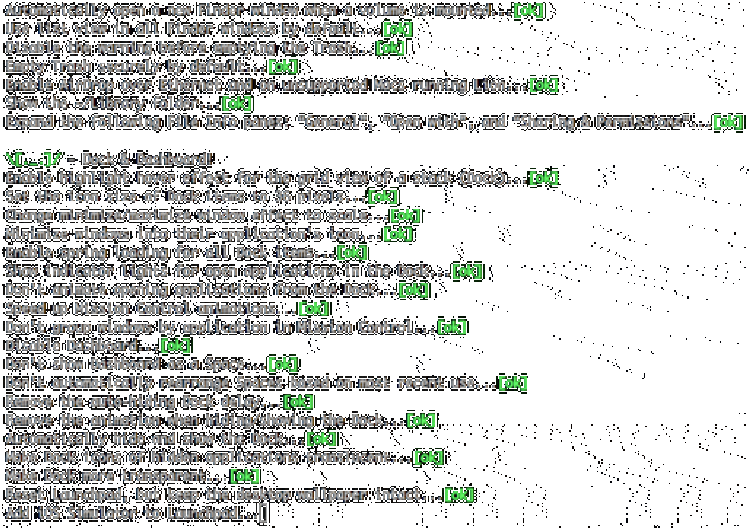 Automatically open a new Finder window when a volume is mounted...[ok]
Use list view in all Finder windows by default...[ok]
Disable the warning before emptying the Trash...[ok]
Empty Trash securely by default...[ok]
Enable AirDrop over Ethernet and on unsupported Macs running Lion...[ok]
Show the ~/Library folder...[ok]
Expand the following File Info panes: "General", "Open with", and "Sharing & Permissions"...[ok]
\[._.]/ - Dock & Dashboard
Enable highlight hover effect for the grid view of a stack (Dock)...[ok]
Set the icon size of Dock items to pixels...[ok]
Change minimize/maximize window effect to scale...[ok]
Minimize windows into their application's icon...[ok]
Enable spring loading for all Dock items...[ok]
Show indicator lights for open applications in the Dock...[ok]
Don't animate opening applications from the Dock...[ok]
Speed up Mission Control animations...[ok]
Don't group windows by application in Mission Control...[ok]
Disable Dashboard...[ok]
Don't show Dashboard as a Space...[ok]
Don't automatically rearrange Spaces based on most recent use...[ok]
Remove the auto-hiding Dock delay...[ok]
Remove the animation when hiding/showing the Dock...[ok]
Automatically hide and show the Dock...[ok]
Make Dock icons of hidden applications translucent...[ok]
Make Dock more transparent...[ok]
Reset Launchpad, but keep the desktop wallpaper intact...[ok]
Add iOS Simulator to Launchpad...[